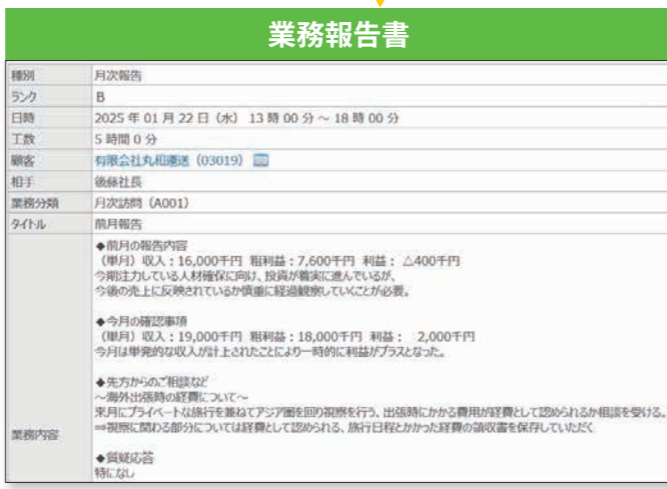 業務報告書
種別 月次報告
ランク B
日時 2025 年 01 月 22 日（水） 13 時 00 分 ～ 18 時 00 分
工数 5 時間 0 分
顧客 有限会社丸和運送（03019）
相手 後藤社長
業務分類 月次訪問（A001）
タイトル 前月報告
◆前月の報告内容
（単月）収入：16,000千円 粗利益：7,600千円 利益： △400千円
今期注力している人材確保に向け、投資が着実に進んでいるが、
今後の売上に反映されているか慎重に経過観察していくことが必要。
◆今月の確認事項
（単月）収入：19,000千円 粗利益：18,000千円 利益： 2,000千円
今月は単発的な収入が計上されたことにより一時的に利益がプラスとなった。
◆先方からのご相談など
～海外出張時の経費について～
来月にプライベートな旅行を兼ねてアジア圏を回り視察を行う、出張時にかかる費用が経費として認められるか相談を受ける。
⇒視察に関わる部分については経費として認められる、旅行日程とかかった経費の領収書を保存していただく
業務内容
◆質疑応答
特になし